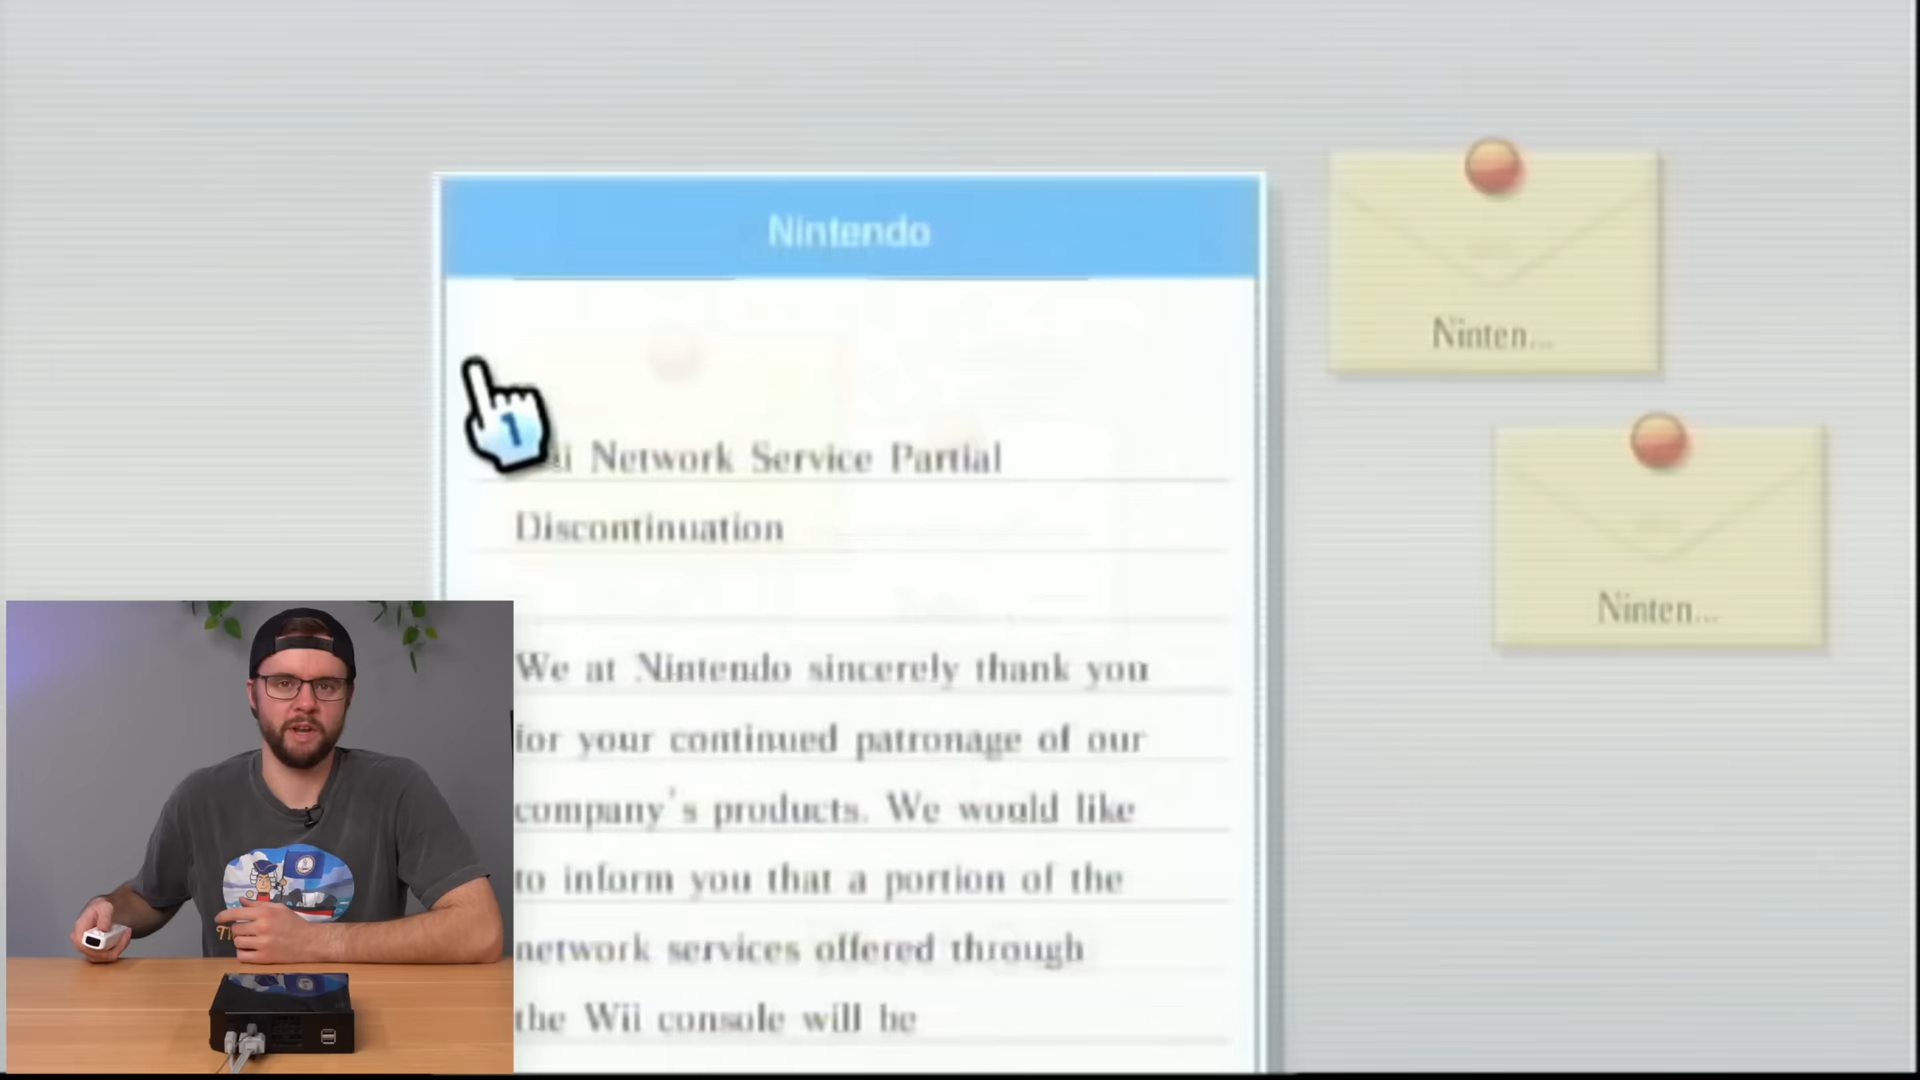 Nintendo
Network Service Partial
Discontinuation
We at Nintendo sincerely thank you
for your continued patronage of our
company's products. We would like
to inform you that a portion of the
network services offered through
the Wii console will be
Ninten...
Ninten...
1